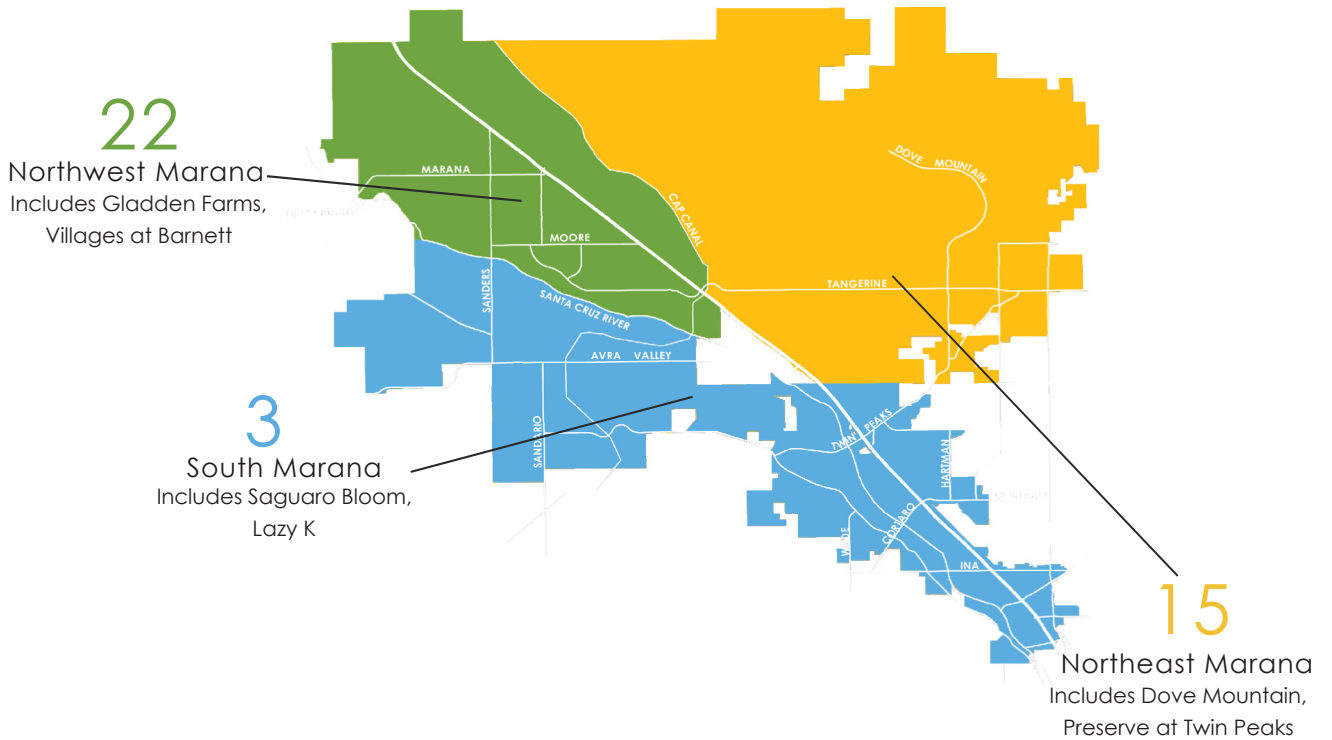 22
Northwest Marana
Includes Gladden Farms,
Villages at Barnett
3
South Marana
Includes Saguaro Bloom,
Lazy K
15
Northeast Marana
Includes Dove Mountain,
Preserve at Twin Peaks
MARANA
MOORE
SANDERS
SANTA CRUZ RIVER
CAP CANAL
DOVE MOUNTAIN
TANGERINE
AVRA VALLEY
SANDARIO
TWIN PEAKS
HARTMAN
CORTARO
WADE
INA